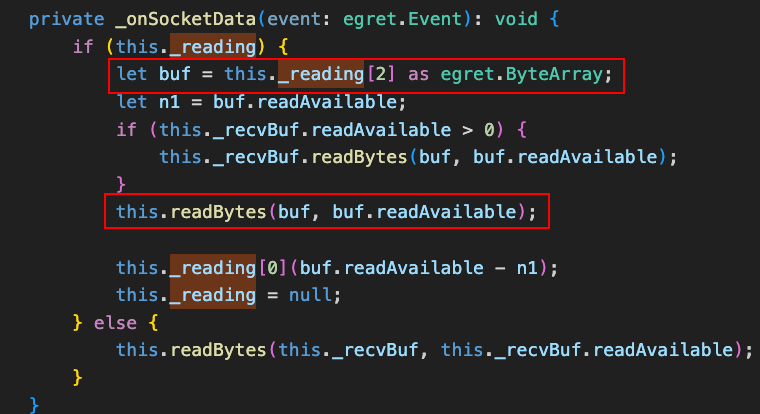 private _onSocketData(event: egret.Event): void {
if (this._reading) {
let buf = this._reading[2] as egret.ByteArray;
let n1 = buf.readAvailable;
if (this._recvBuf.readAvailable > 0) {
this._recvBuf.readBytes(buf, buf.readAvailable);
}
this.readBytes(buf, buf.readAvailable);
this._reading[0](buf.readAvailable - n1);
this._reading = null;
} else {
this.readBytes(this._recvBuf, this._recvBuf.readAvailable);
}
}